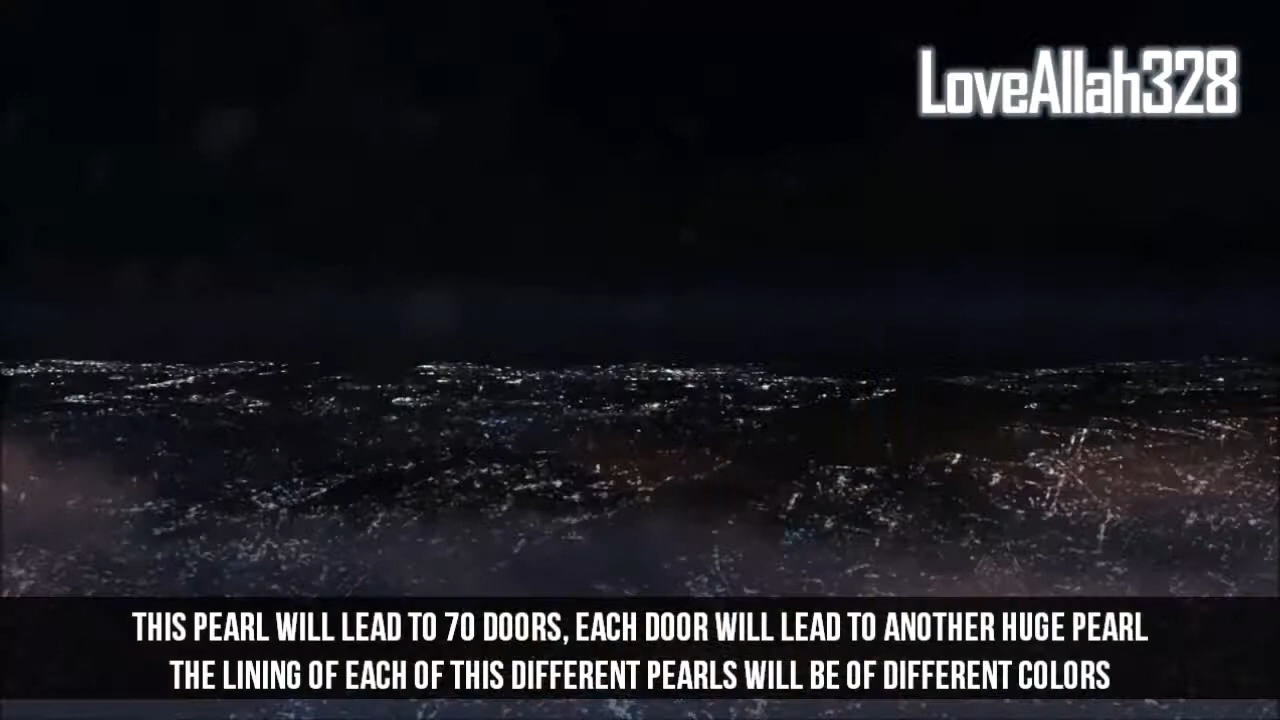 LoveAllah328
THIS PEARL WILL LEAD TO 70 DOORS, EACH DOOR WILL LEAD TO ANOTHER HUGE PEARL
THE LINING OF EACH OF THIS DIFFERENT PEARLS WILL BE OF DIFFERENT COLORS